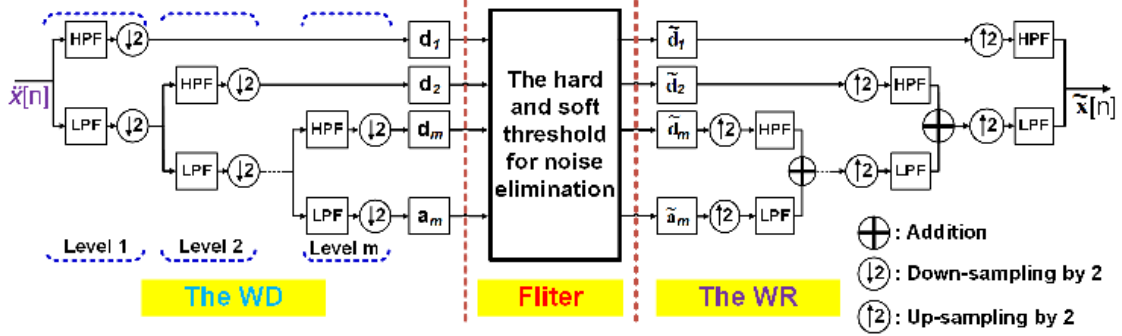 HPF ↓2 d1
HPF ↓2 d2
ẍ[n]
LPF ↓2
HPF ↓2 dm
LPF ↓2
LPF ↓2 am
Level 1
Level 2
Level m
The WD
The hard
and soft
threshold
for noise
elimination
Fliter
d̃1 ↑2 HPF
d̃2 ↑2 HPF
d̃m ↑2 HPF
↑2 LPF
x̃[n]
↑2 LPF
ãm ↑2 LPF
The WR
: Addition
↓2 : Down-sampling by 2
↑2 : Up-sampling by 2